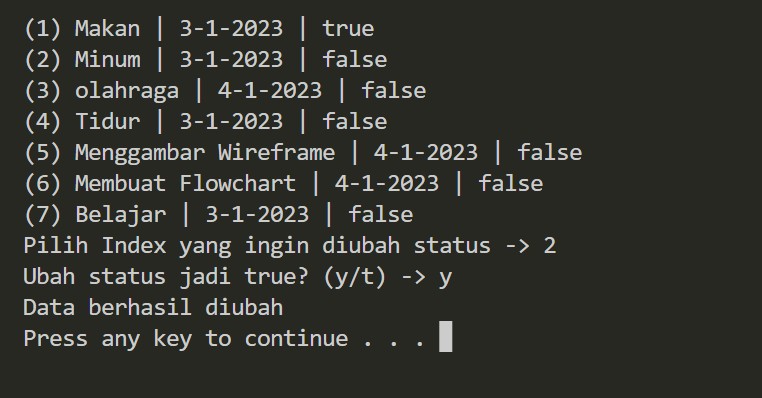 (1) Makan | 3-1-2023 | true
(2) Minum | 3-1-2023 | false
(3) olahraga | 4-1-2023 | false
(4) Tidur | 3-1-2023 | false
(5) Menggambar Wireframe | 4-1-2023 | false
(6) Membuat Flowchart | 4-1-2023 | false
(7) Belajar | 3-1-2023 | false
Pilih Index yang ingin diubah status -> 2
Ubah status jadi true? (y/t) -> y
Data berhasil diubah
Press any key to continue . . .